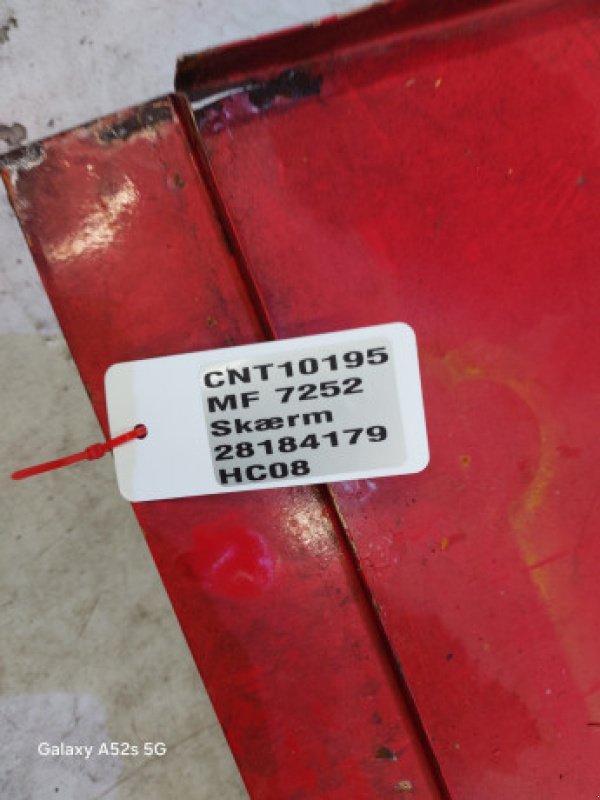 CNT10195
MF 7252
Skærm
28184179
HC08
Galaxy A52s 5G